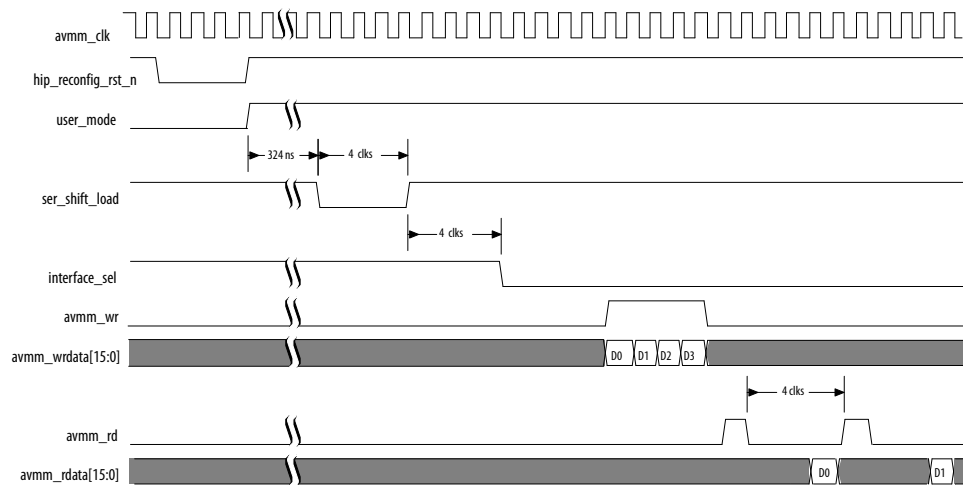 avmm_clk
hip_reconfig_rst_n
user_mode
324 ns 4 clks
ser_shift_load
4 clks
interface_sel
avmm_wr
avmm_wrdata[15:0] D0 D1 D2 D3
4 clks
avmm_rd
avmm_rdata[15:0] D0 D1